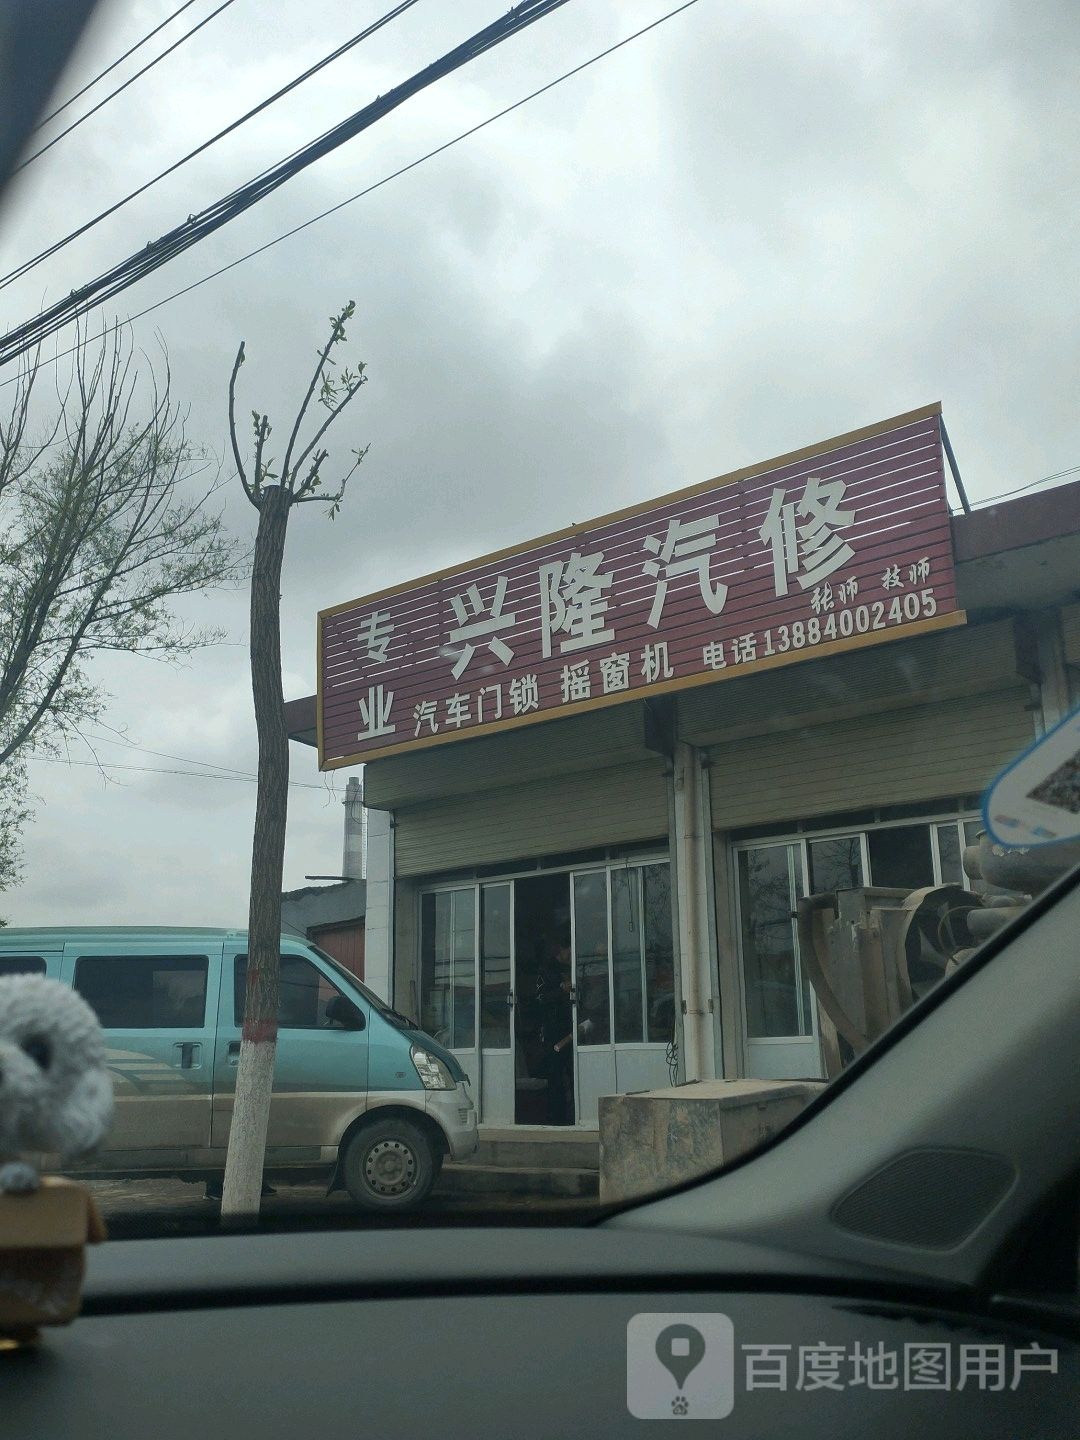 专业
兴隆汽修
张师 技师
汽车门锁 摇窗机 电话13884002405
百度地图用户